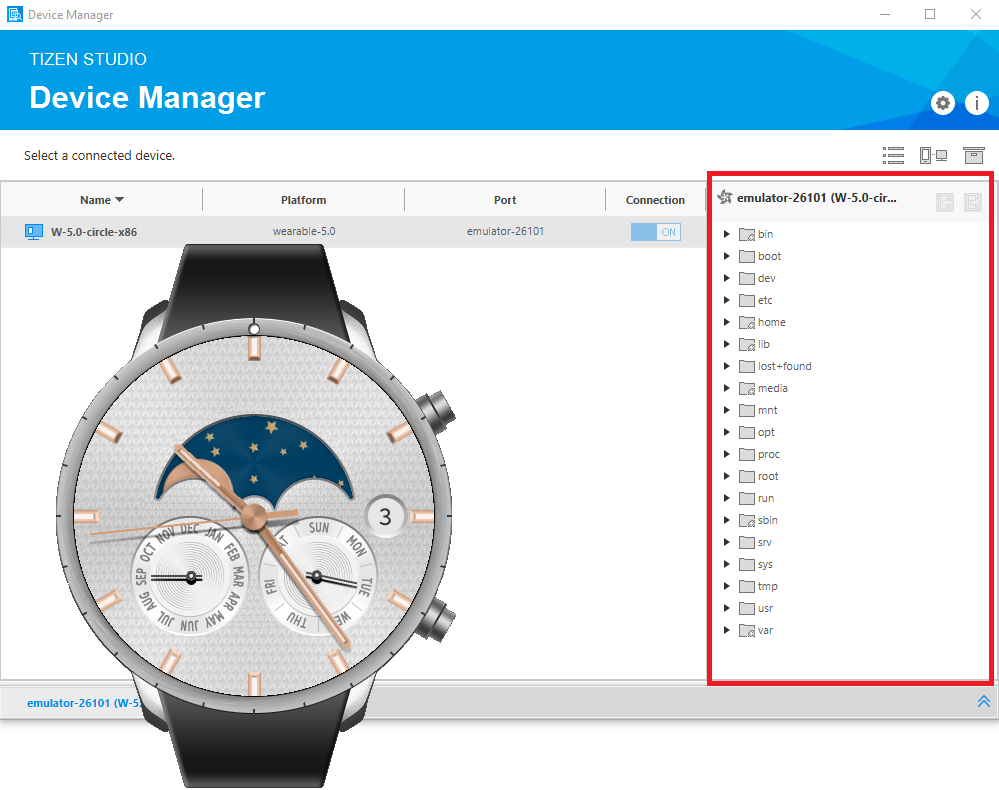 Device Manager
TIZEN STUDIO
Device Manager
i
Select a connected device.
Name Platform Port Connection
W-5.0-circle-x86 wearable-5.0 emulator-26101 ON
emulator-26101 (W-5.0-cir...
bin
boot
dev
etc
home
lib
lost+found
media
mnt
opt
proc
root
run
sbin
srv
sys
tmp
usr
var
3
JAN FEB MAR APR MAY JUN JUL AUG SEP OCT NOV DEC
SUN MON TUE WE THU FRI AT
emulator-26101 (W-5.